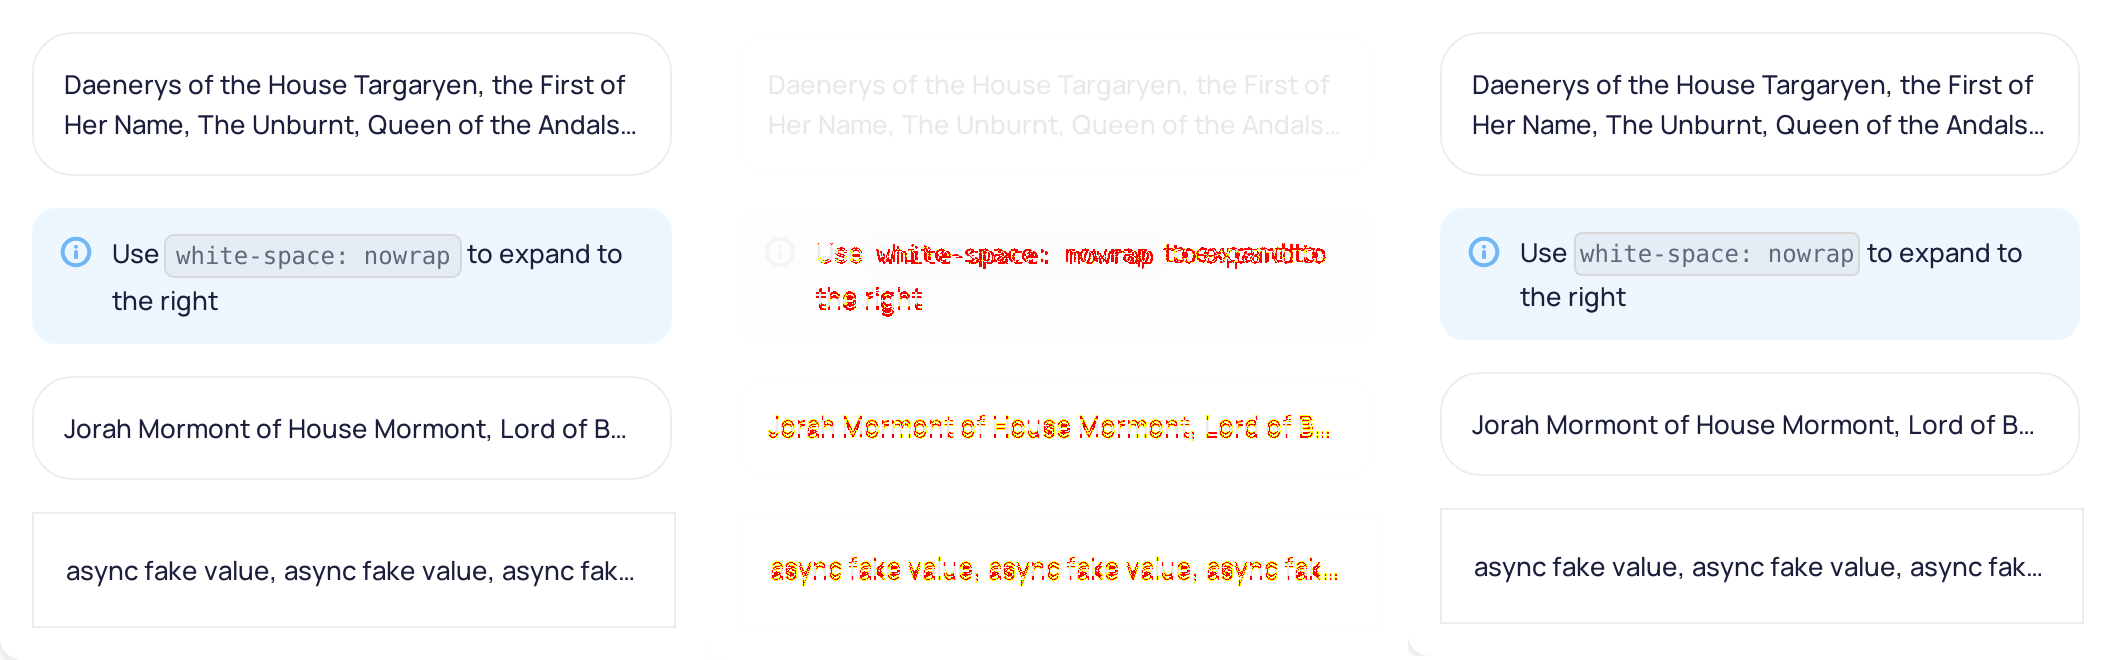 Daenerys of the House Targaryen, the First of
Her Name, The Unburnt, Queen of the Andals...
Use white-space: nowrap to expand to
the right
Jorah Mormont of House Mormont, Lord of B...
async fake value, async fake value, async fak...
Daenerys of the House Targaryen, the First of
Her Name, The Unburnt, Queen of the Andals...
Use white-space: nowrap to expand to
the right
Jorah Mormont of House Mormont, Lord of B...
async fake value, async fake value, async fak...
Daenerys of the House Targaryen, the First of
Her Name, The Unburnt, Queen of the Andals...
Use white-space: nowrap to expand to
the right
Jorah Mormont of House Mormont, Lord of B...
async fake value, async fake value, async fak...